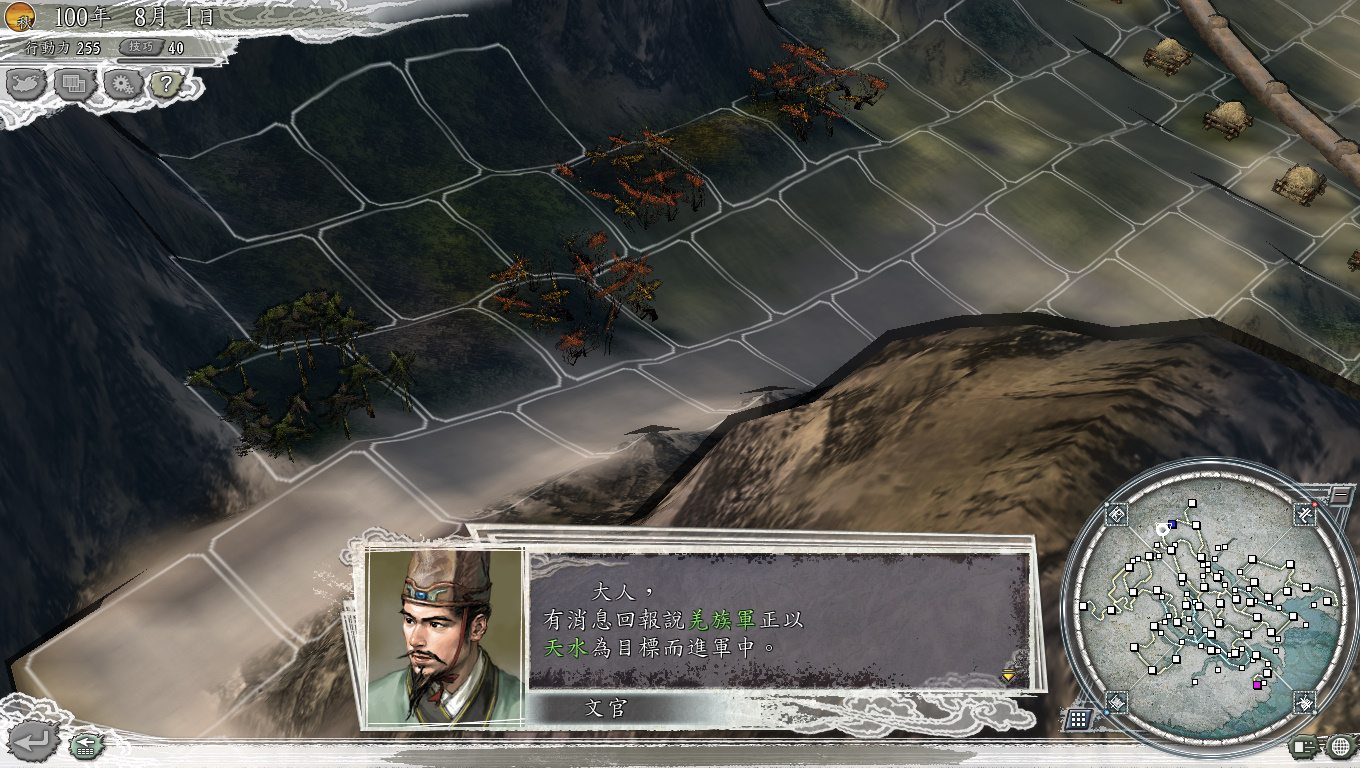 秋
100年 8月 1日
行動力 255 技巧 40
?
大人，
有消息回報說羌族軍正以
天水為目標而進軍中。
文官